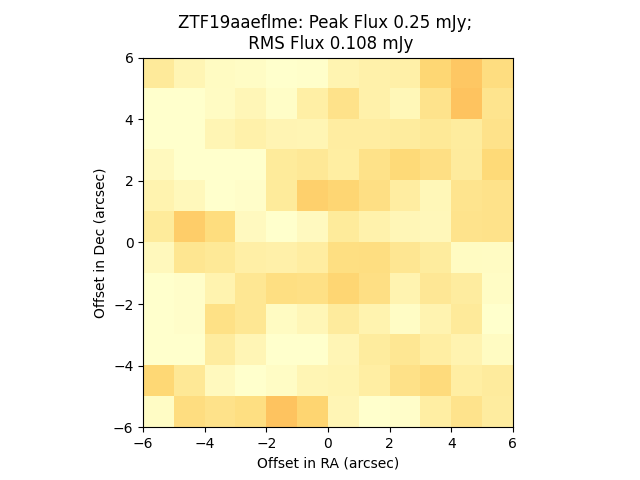 ZTF19aaeflme: Peak Flux 0.25 mJy;
RMS Flux 0.108 mJy
6
4
2
0
−2
−4
−6
Offset in Dec (arcsec)
−6 −4 −2 0 2 4 6
Offset in RA (arcsec)